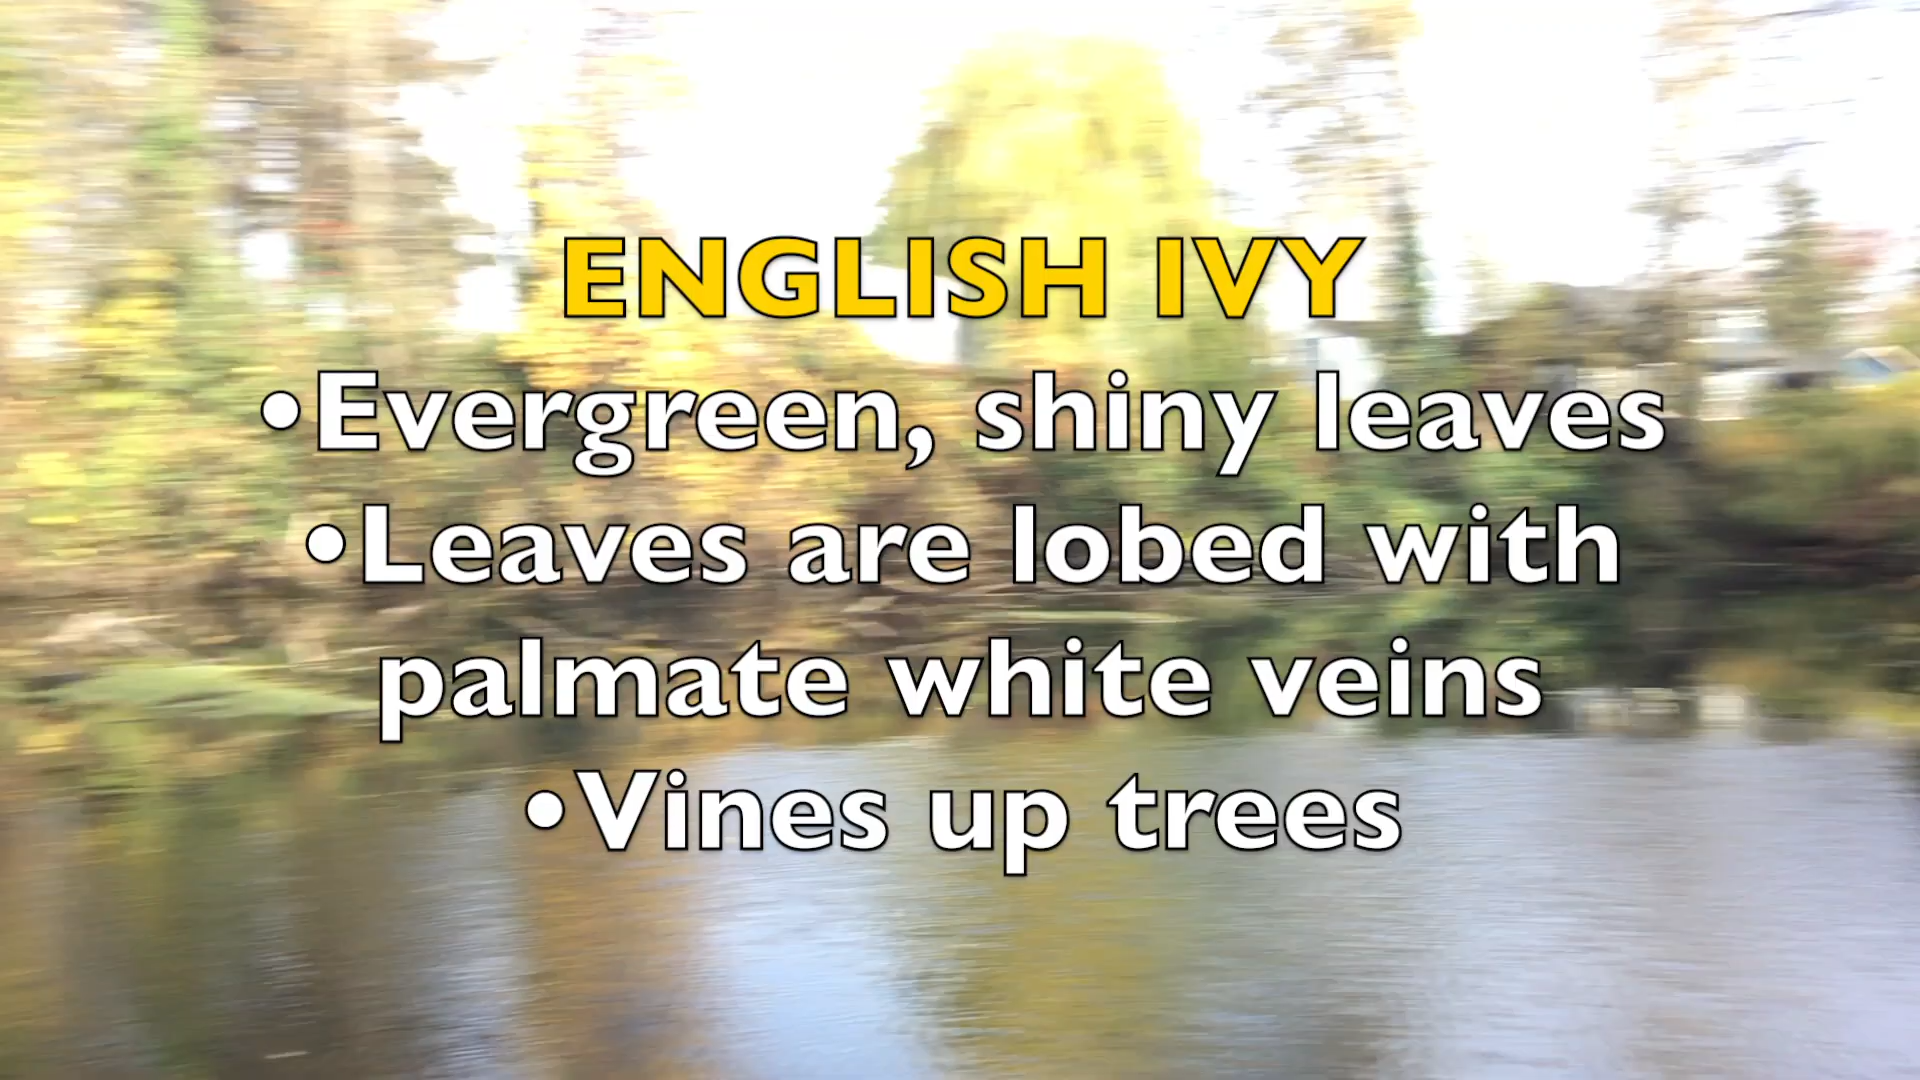 ENGLISH IVY
•Evergreen, shiny leaves
•Leaves are lobed with
palmate white veins
•Vines up trees